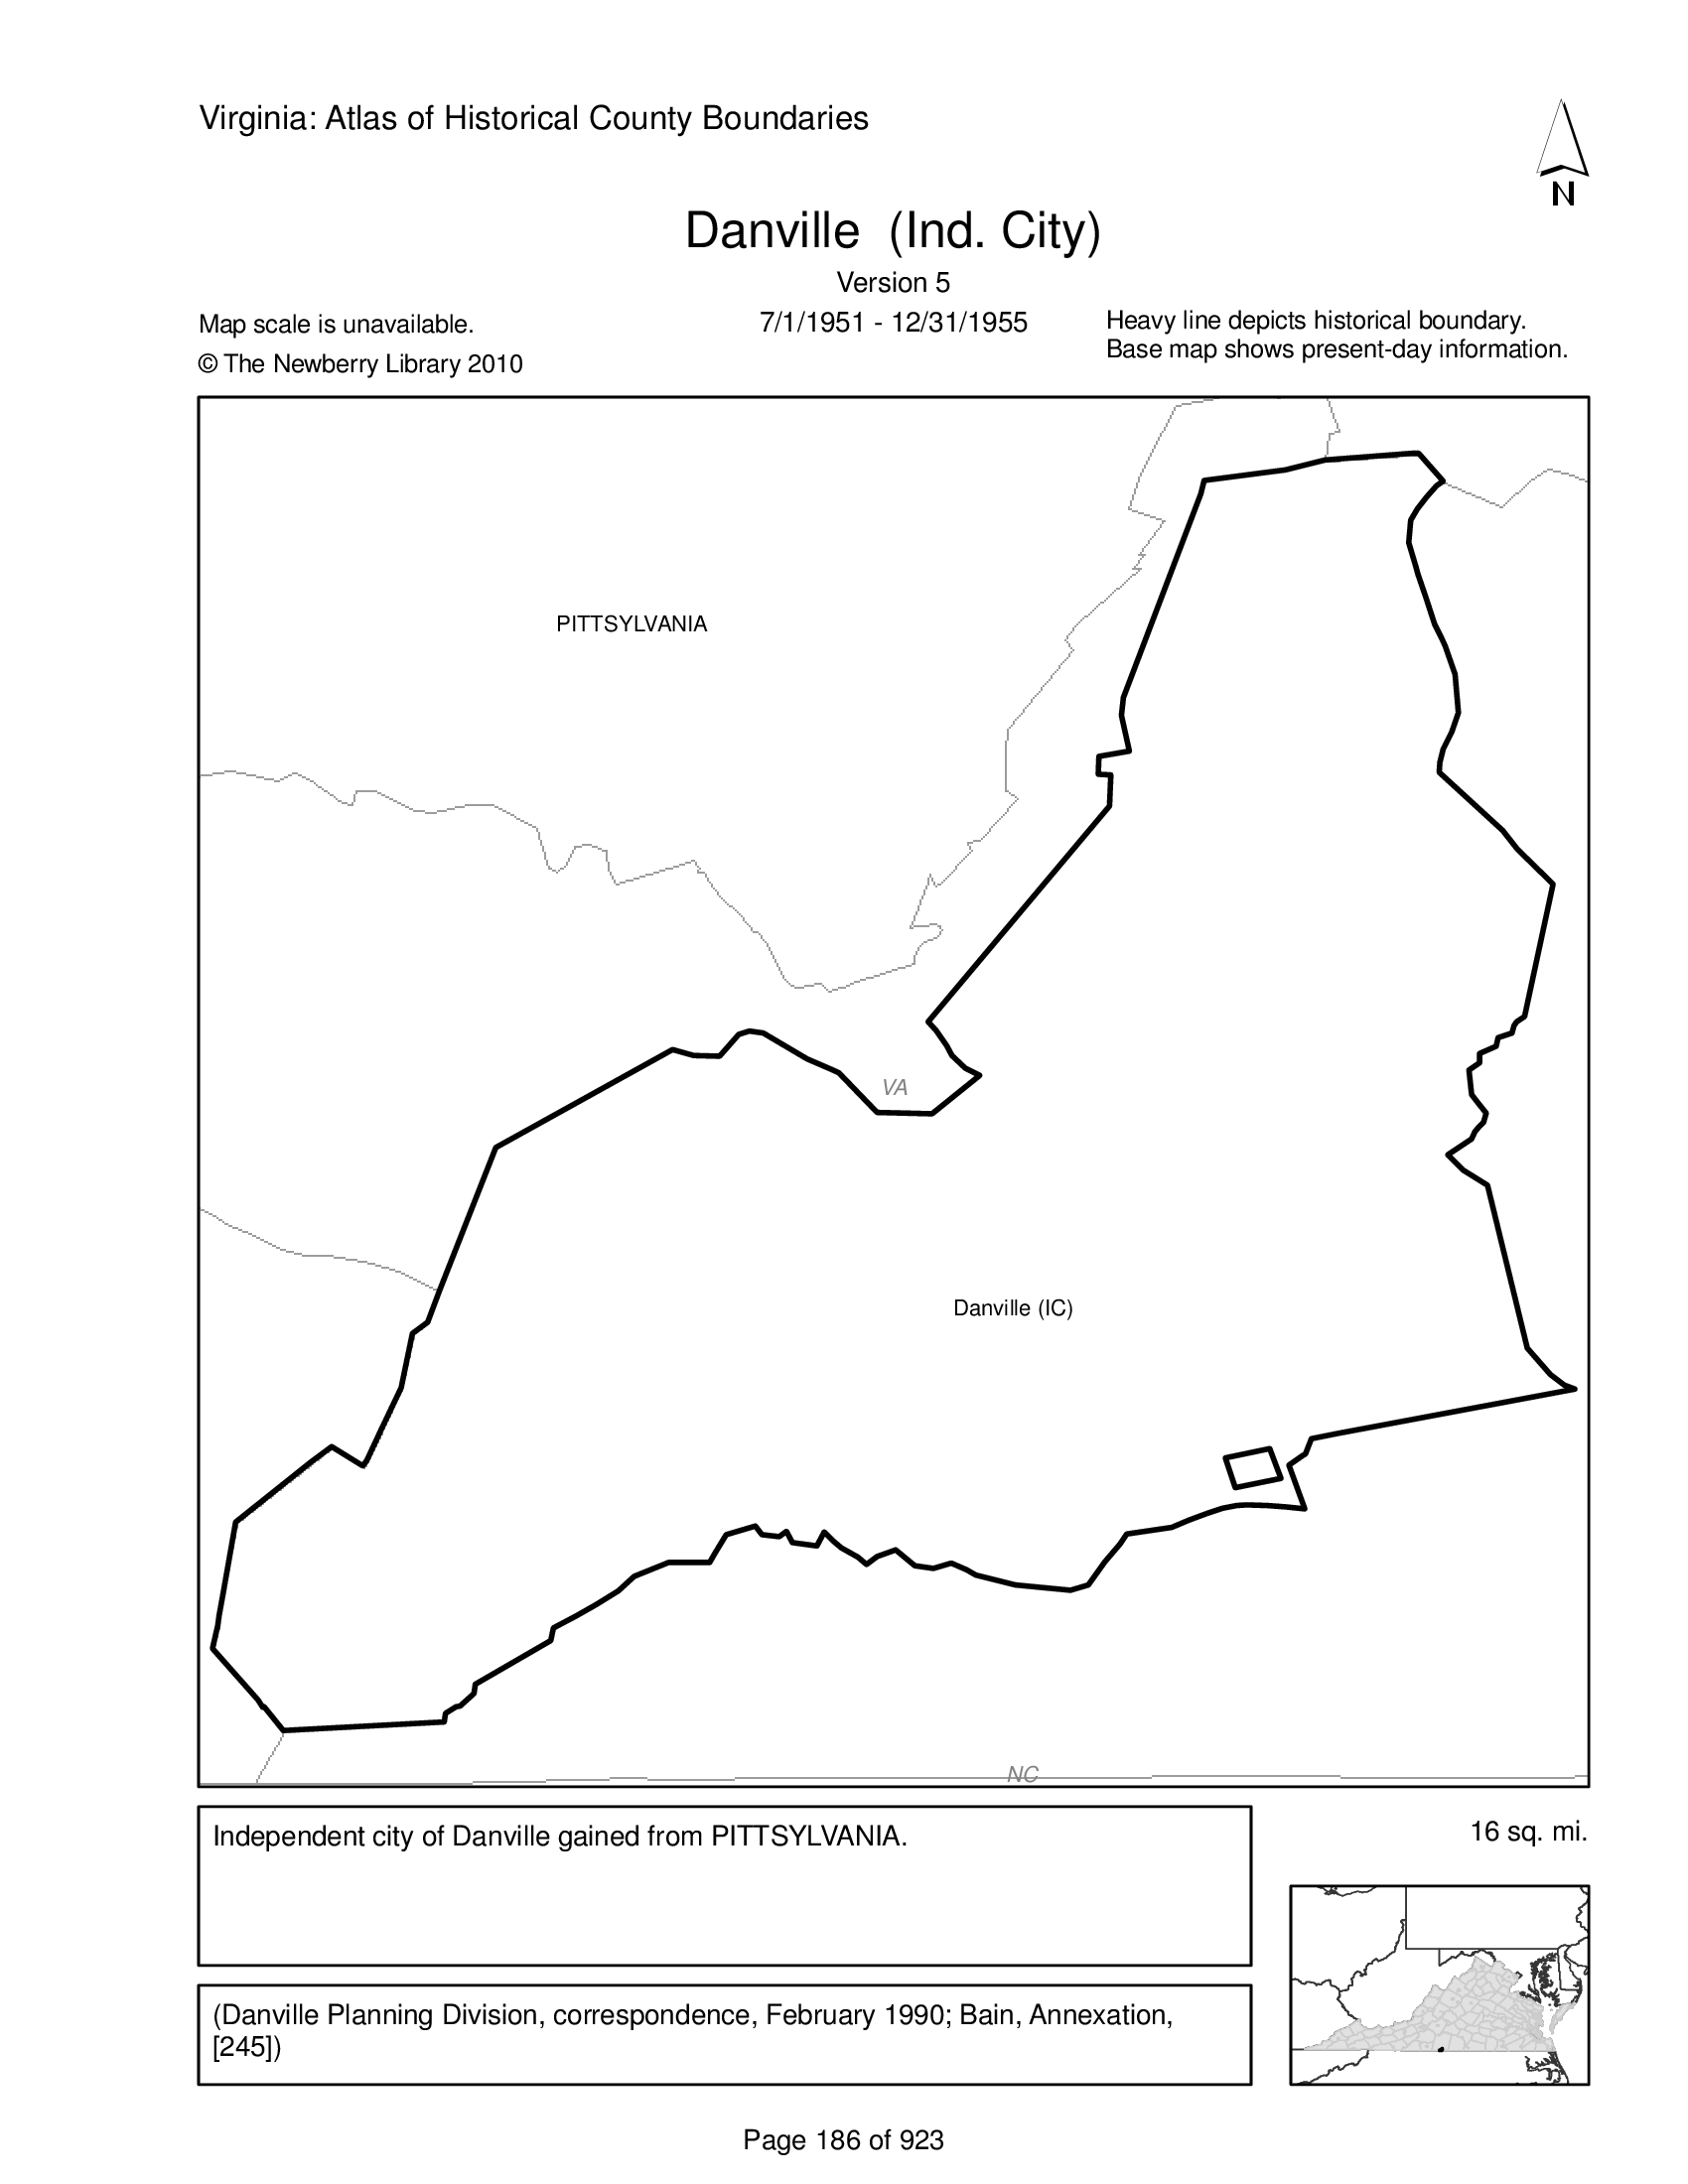 Virginia: Atlas of Historical County Boundaries
N
Danville (Ind. City)
Version 5
Map scale is unavailable.
7/1/1951 - 12/31/1955
Heavy line depicts historical boundary.
© The Newberry Library 2010
Base map shows present-day information.
PITTSYLVANIA
VA
Danville (IC)
NC
Independent city of Danville gained from PITTSYLVANIA.
16 sq. mi.
(Danville Planning Division, correspondence, February 1990; Bain, Annexation,
[245])
Page 186 of 923